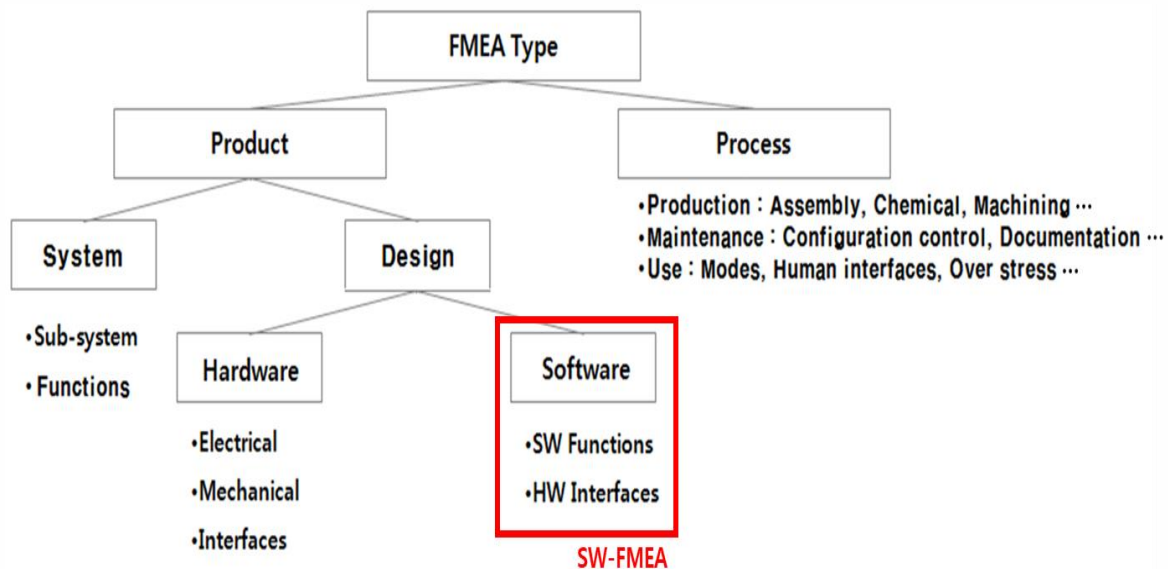 FMEA Type
Product
Process
•Production : Assembly, Chemical, Machining ⋯
•Maintenance : Configuration control, Documentation ⋯
•Use : Modes, Human interfaces, Over stress ⋯
System
Design
•Sub-system
•Functions
Hardware
Software
•Electrical
•Mechanical
•Interfaces
•SW Functions
•HW Interfaces
SW-FMEA